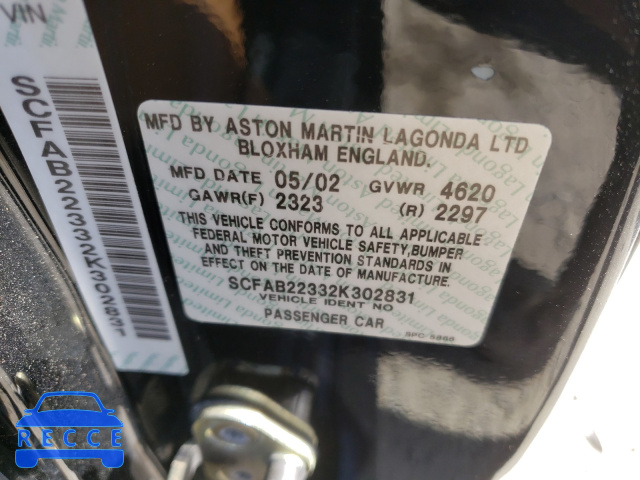 VIN
SCFAB22332K302831
MFD BY ASTON MARTIN LAGONDA LTD
BLOXHAM ENGLAND.
MFD DATE 05/02 GVWR 4620
GAWR(F) 2323 (R) 2297
THIS VEHICLE CONFORMS TO ALL APPLICABLE
FEDERAL MOTOR VEHICLE SAFETY,BUMPER
AND THEFT PREVENTION STANDARDS IN
EFFECT ON THE DATE OF MANUFACTURE.
SCFAB22332K302831
VEHICLE IDENT NO
PASSENGER CAR
RECCE